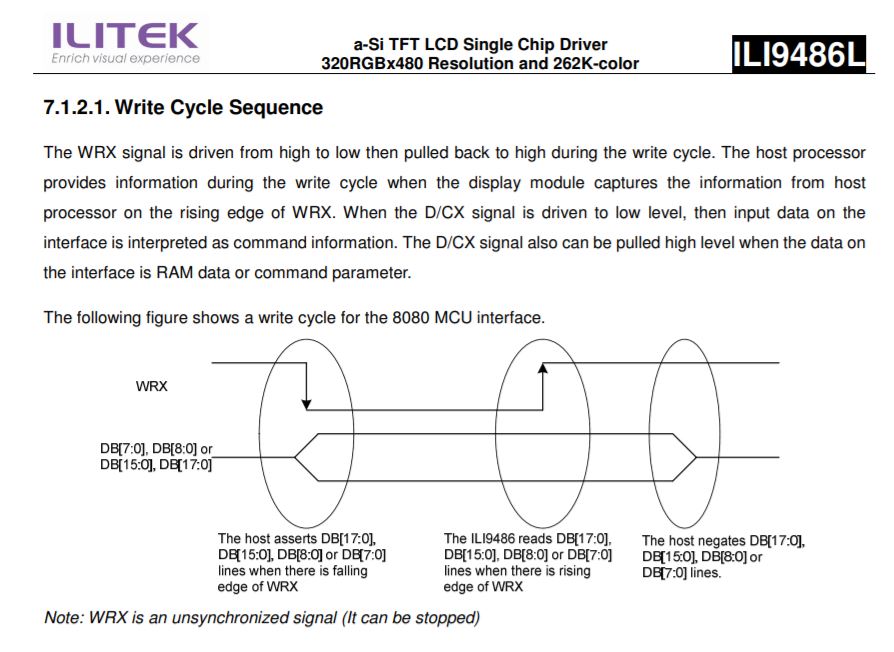 ILITEK
Enrich visual experience
a-Si TFT LCD Single Chip Driver
320RGBx480 Resolution and 262K-color
ILI9486L
7.1.2.1. Write Cycle Sequence
The WRX signal is driven from high to low then pulled back to high during the write cycle. The host processor
provides information during the write cycle when the display module captures the information from host
processor on the rising edge of WRX. When the D/CX signal is driven to low level, then input data on the
interface is interpreted as command information. The D/CX signal also can be pulled high level when the data on
the interface is RAM data or command parameter.
The following figure shows a write cycle for the 8080 MCU interface.
WRX
DB[7:0], DB[8:0] or
DB[15:0], DB[17:0]
The host asserts DB[17:0],
DB[15:0], DB[8:0] or DB[7:0]
lines when there is falling
edge of WRX
The ILI9486 reads DB[17:0],
DB[15:0], DB[8:0] or DB[7:0]
lines when there is rising
edge of WRX
The host negates DB[17:0],
DB[15:0], DB[8:0] or
DB[7:0] lines.
Note: WRX is an unsynchronized signal (It can be stopped)